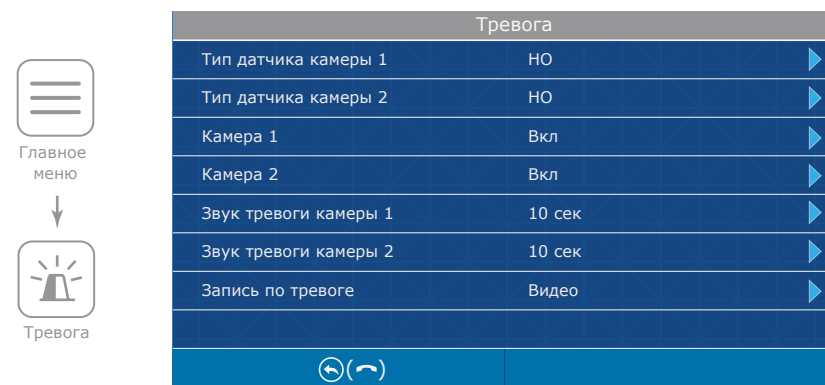 Главное
меню
Тревога
Тревога
Тип датчика камеры 1 НО
Тип датчика камеры 2 НО
Камера 1 Вкл
Камера 2 Вкл
Звук тревоги камеры 1 10 сек
Звук тревоги камеры 2 10 сек
Запись по тревоге Видео